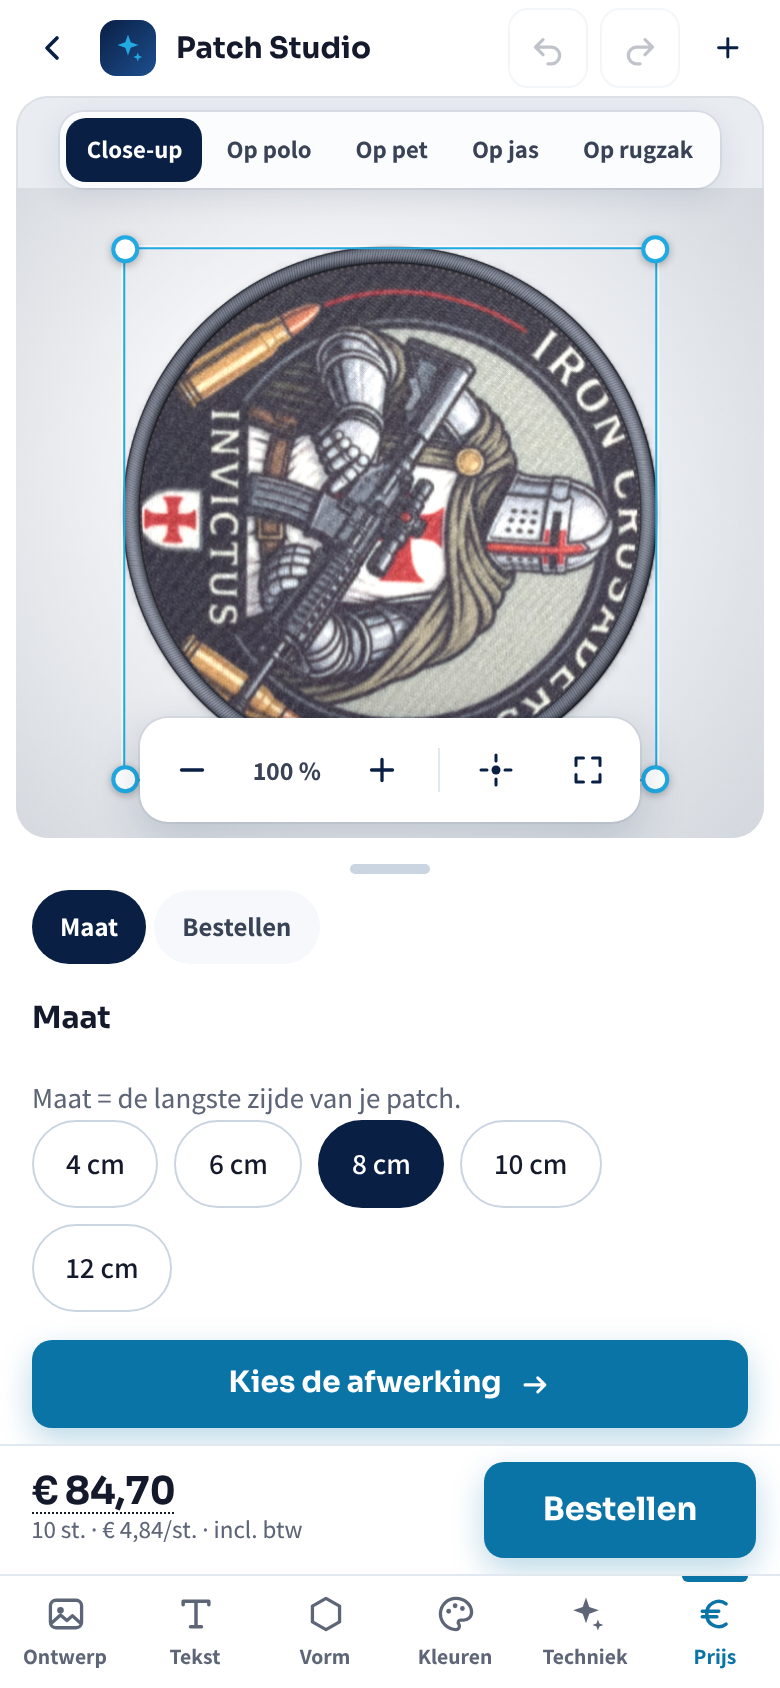 Patch Studio
Close-up Op polo Op pet Op jas Op rugzak
IRON CRUSADERS
INVICTUS
100 %
Maat Bestellen
Maat
Maat = de langste zijde van je patch.
4 cm 6 cm 8 cm 10 cm
12 cm
Kies de afwerking →
€ 84,70
10 st. · € 4,84/st. · incl. btw
Bestellen
Ontwerp Tekst Vorm Kleuren Techniek Prijs